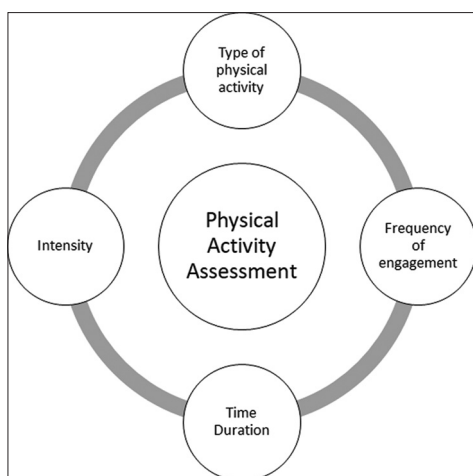 Type of
physical
activity
Intensity
Physical
Activity
Assessment
Frequency
of
engagement
Time
Duration